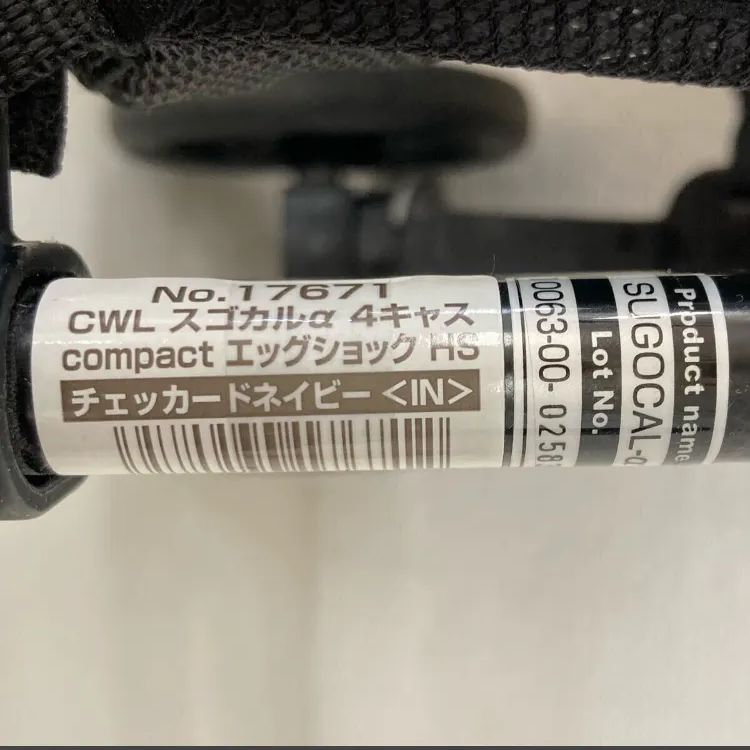 No.17671
CWL スゴカルα 4キャス
compact エッグショック HS
チェッカードネイビー <IN>
Product name
SUGOCAL-α
Lot No.
0063-00-0258